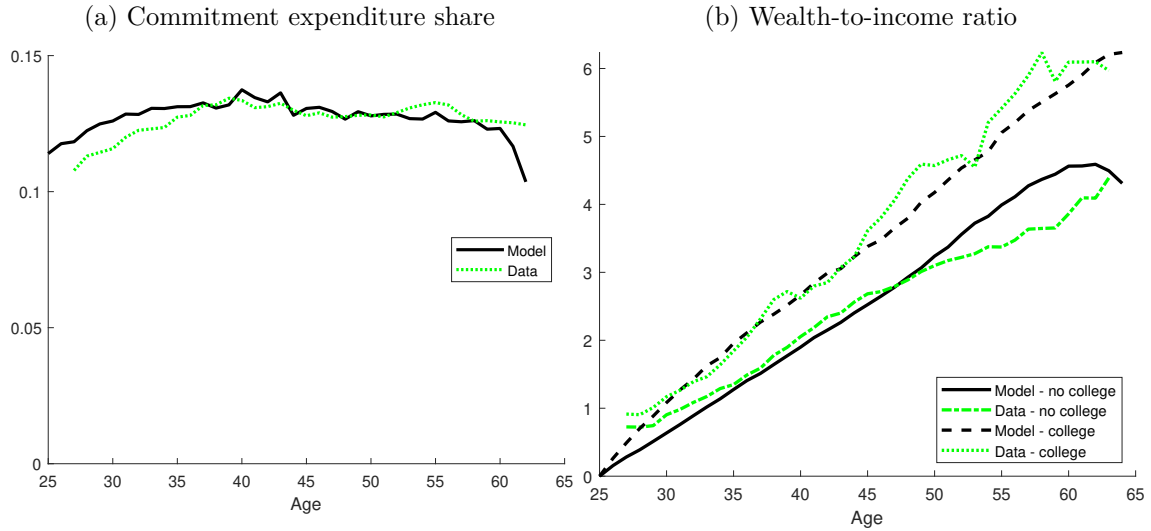 (a) Commitment expenditure share
0.15
0.1
0.05
0
25 30 35 40 45 50 55 60 65
Age
Model
Data
(b) Wealth-to-income ratio
6
5
4
3
2
1
0
25 30 35 40 45 50 55 60 65
Age
Model - no college
Data - no college
Model - college
Data - college